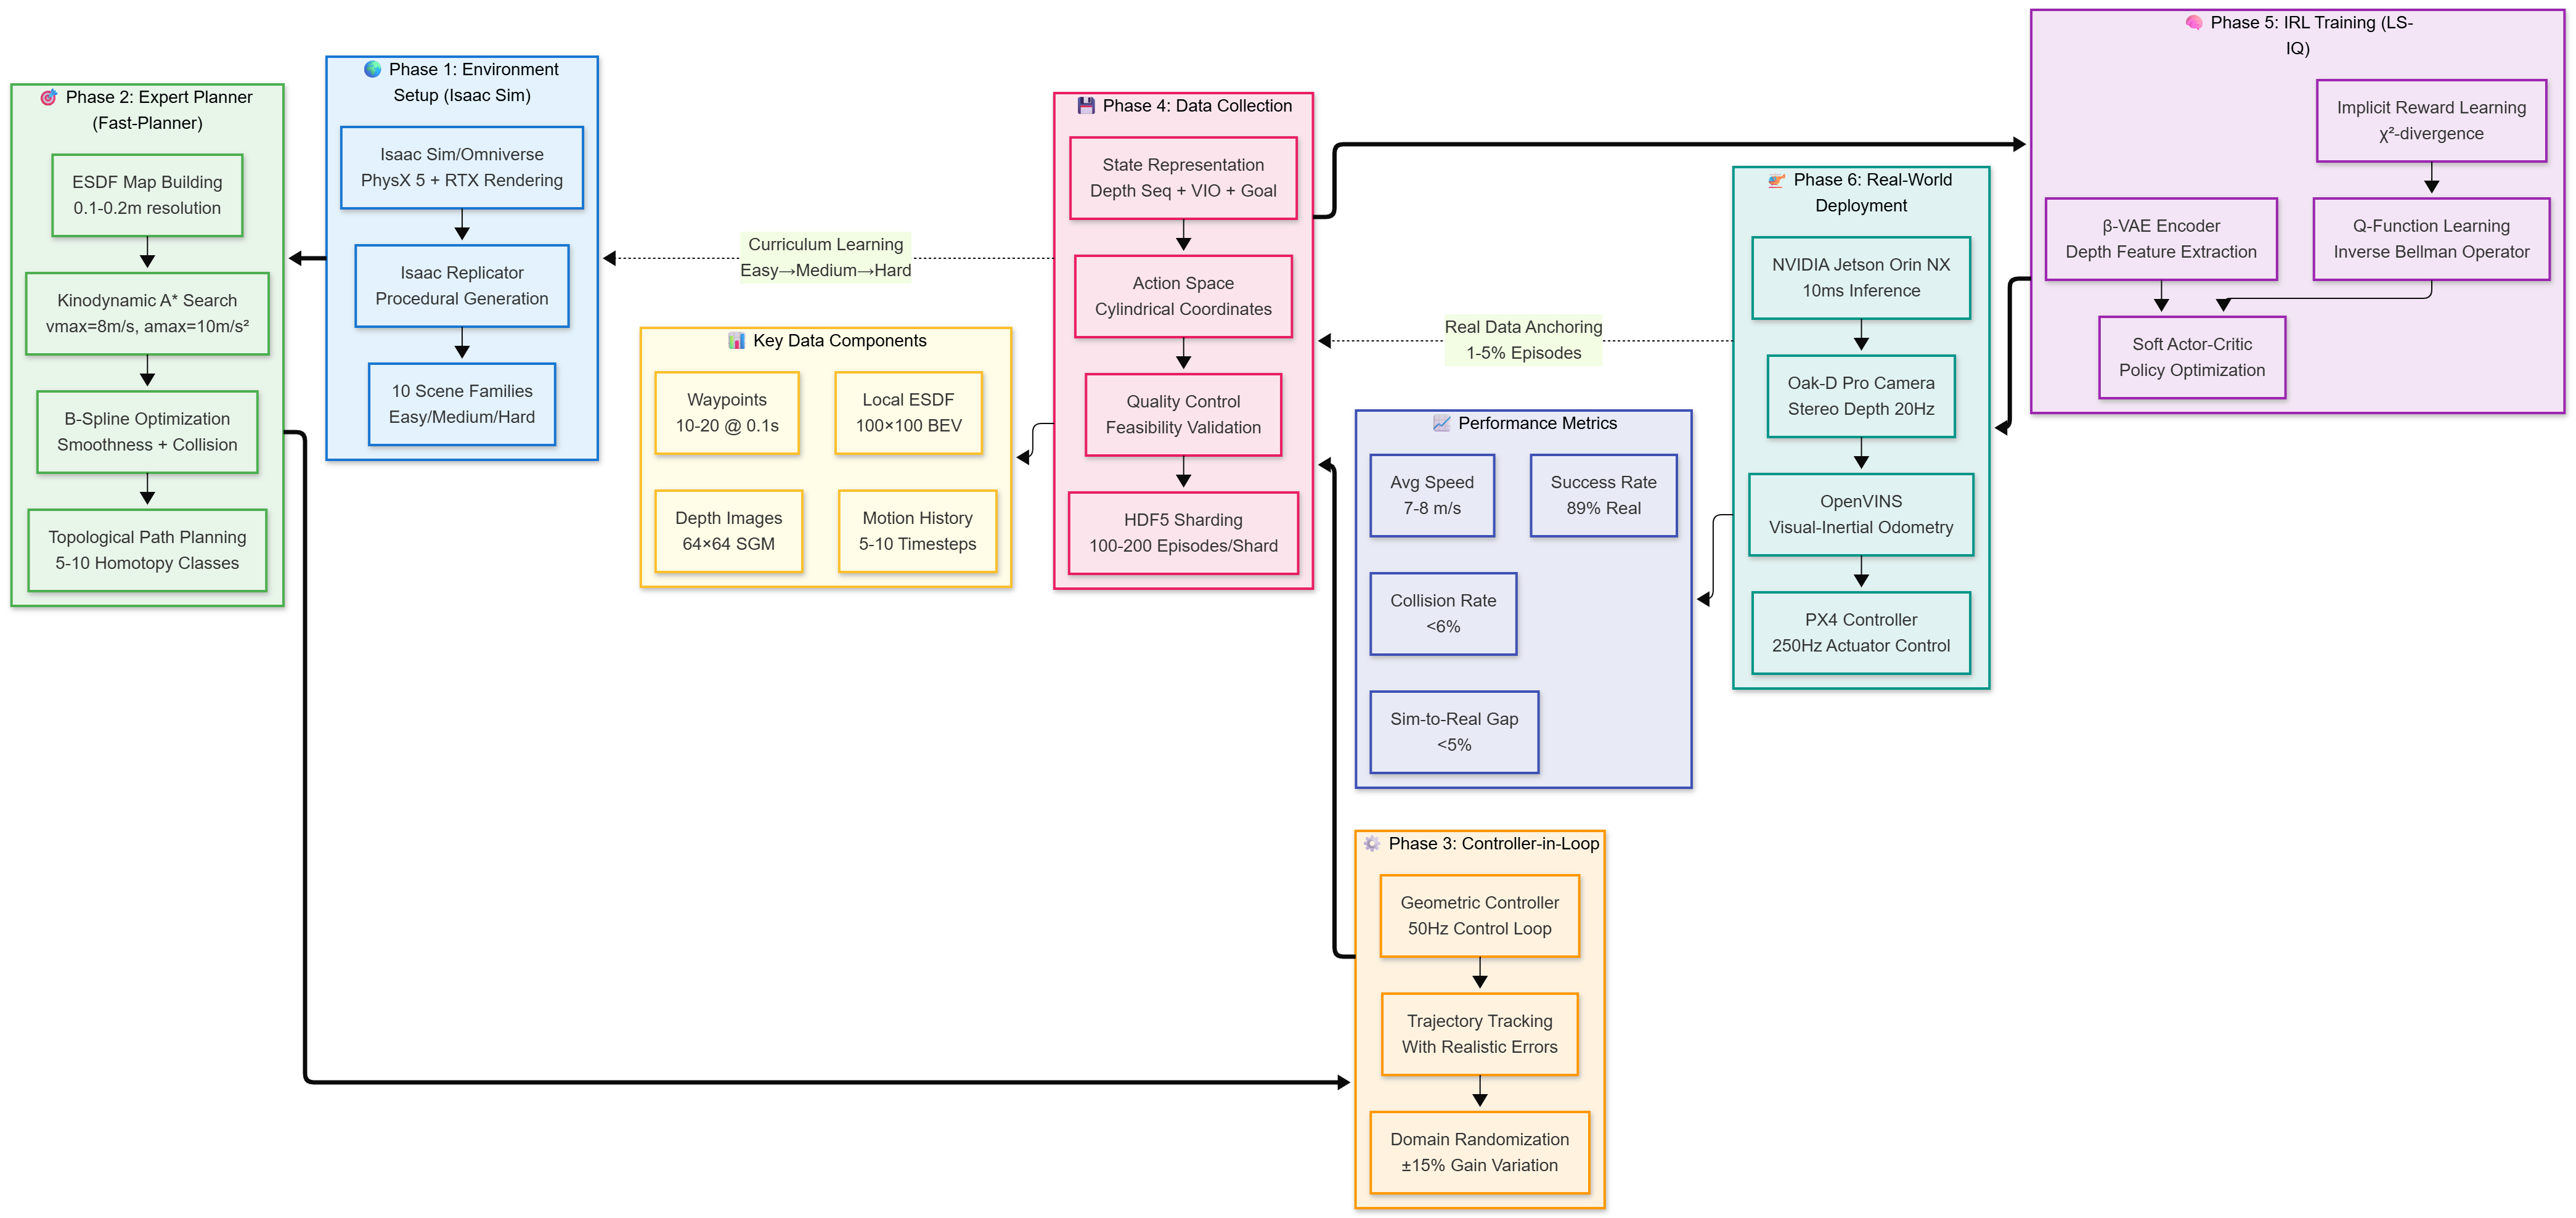 Phase 2: Expert Planner
(Fast-Planner)
ESDF Map Building
0.1-0.2m resolution
Kinodynamic A* Search
vmax=8m/s, amax=10m/s²
B-Spline Optimization
Smoothness + Collision
Topological Path Planning
5-10 Homotopy Classes
Phase 1: Environment
Setup (Isaac Sim)
Isaac Sim/Omniverse
PhysX 5 + RTX Rendering
Isaac Replicator
Procedural Generation
10 Scene Families
Easy/Medium/Hard
Curriculum Learning
Easy→Medium→Hard
Key Data Components
Waypoints
10-20 @ 0.1s
Local ESDF
100×100 BEV
Depth Images
64×64 SGM
Motion History
5-10 Timesteps
Phase 4: Data Collection
State Representation
Depth Seq + VIO + Goal
Action Space
Cylindrical Coordinates
Quality Control
Feasibility Validation
HDF5 Sharding
100-200 Episodes/Shard
Real Data Anchoring
1-5% Episodes
Performance Metrics
Avg Speed
7-8 m/s
Success Rate
89% Real
Collision Rate
<6%
Sim-to-Real Gap
<5%
Phase 3: Controller-in-Loop
Geometric Controller
50Hz Control Loop
Trajectory Tracking
With Realistic Errors
Domain Randomization
±15% Gain Variation
Phase 6: Real-World
Deployment
NVIDIA Jetson Orin NX
10ms Inference
Oak-D Pro Camera
Stereo Depth 20Hz
OpenVINS
Visual-Inertial Odometry
PX4 Controller
250Hz Actuator Control
Phase 5: IRL Training (LS-
IQ)
Implicit Reward Learning
χ²-divergence
β-VAE Encoder
Depth Feature Extraction
Q-Function Learning
Inverse Bellman Operator
Soft Actor-Critic
Policy Optimization